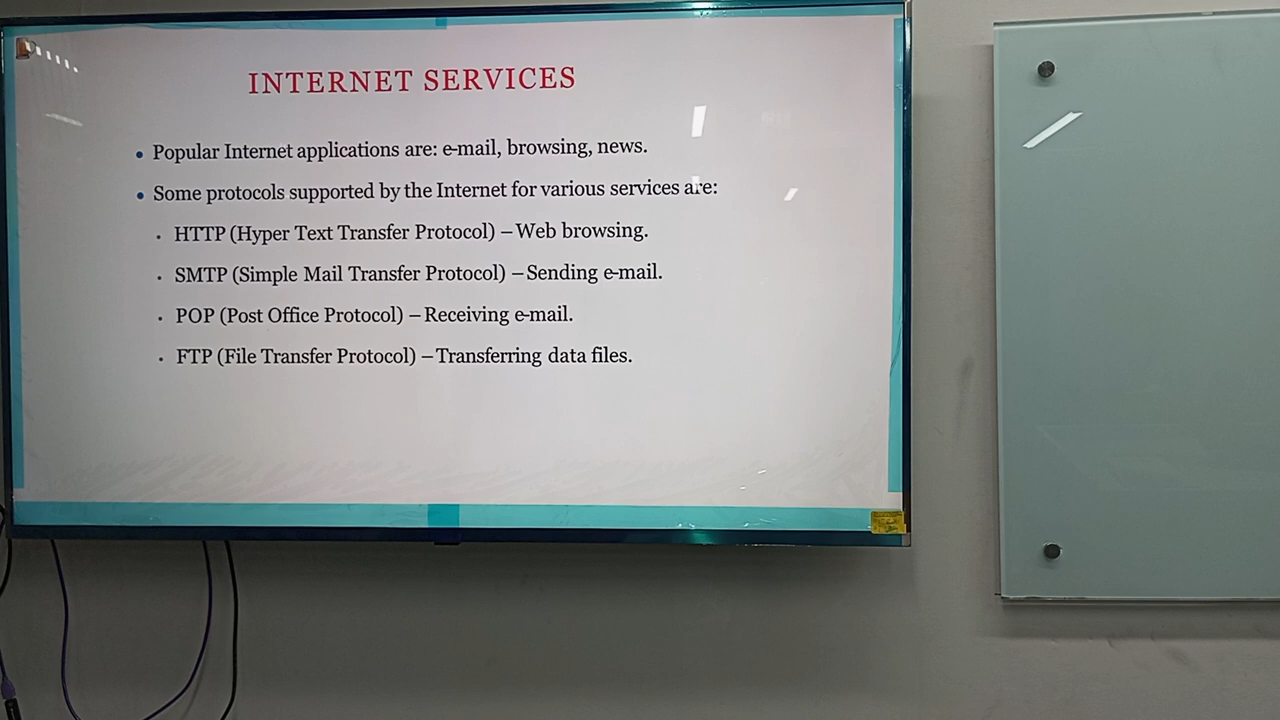 INTERNET SERVICES
• Popular Internet applications are: e-mail, browsing, news.
• Some protocols supported by the Internet for various services are:
• HTTP (Hyper Text Transfer Protocol) – Web browsing.
• SMTP (Simple Mail Transfer Protocol) – Sending e-mail.
• POP (Post Office Protocol) – Receiving e-mail.
• FTP (File Transfer Protocol) – Transferring data files.